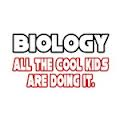 BIOLOGY
ALL THE COOL KIDS
ARE DOING IT.